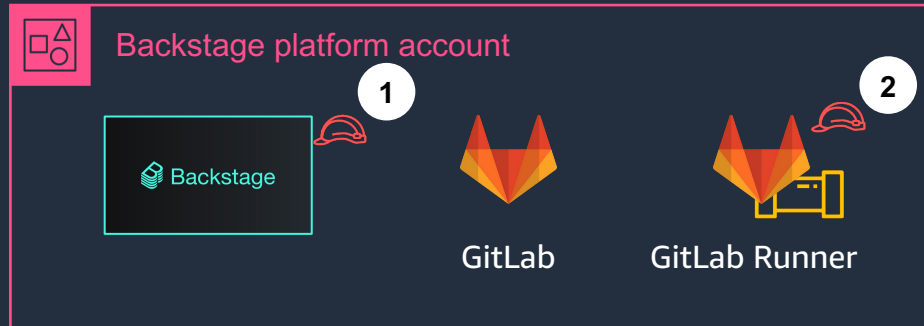 Backstage platform account
1
2
Backstage
GitLab
GitLab Runner